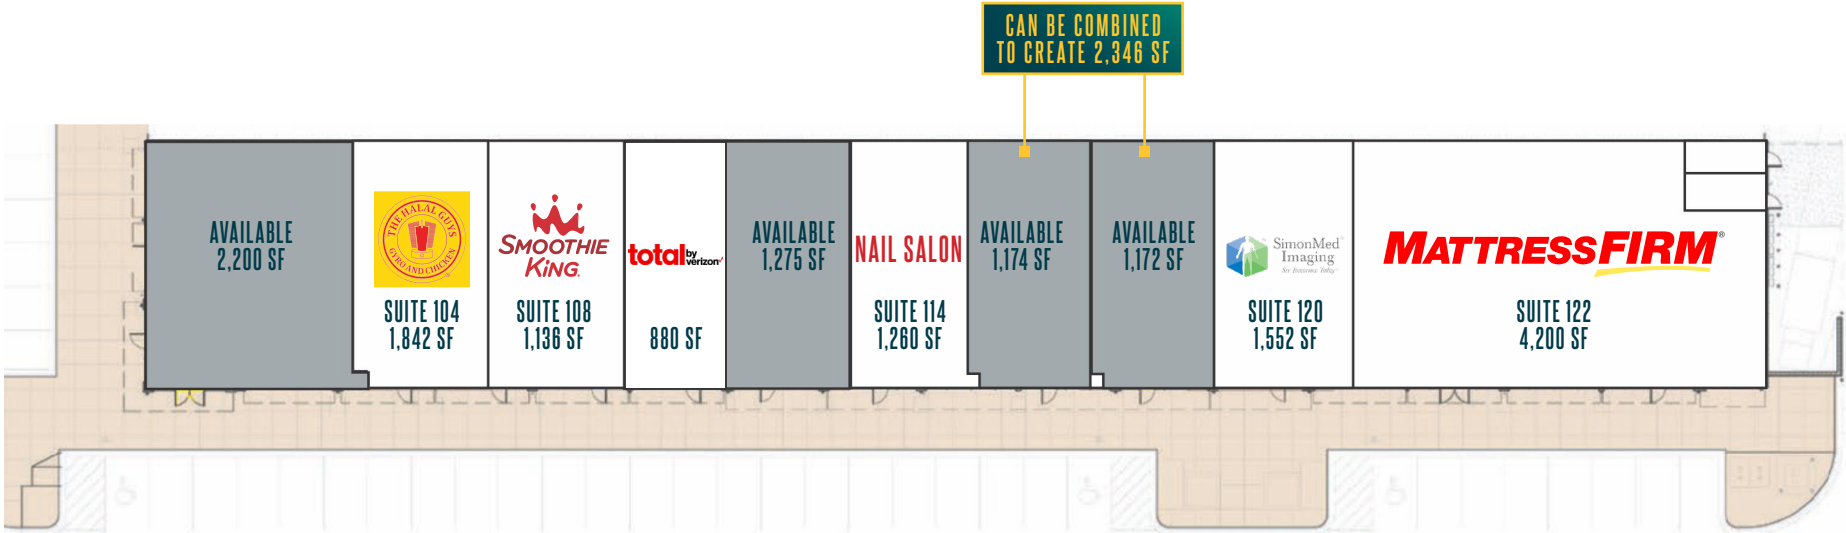 CAN BE COMBINED
TO CREATE 2,346 SF
AVAILABLE
2,200 SF
THE HALAL GUYS
GYRO AND CHICKEN
SUITE 104
1,842 SF
SMOOTHIE
KING®
SUITE 108
1,136 SF
total by
verizon
880 SF
AVAILABLE
1,275 SF
NAIL SALON
SUITE 114
1,260 SF
AVAILABLE
1,174 SF
AVAILABLE
1,172 SF
SimonMed
Imaging
See Tomorrow Today
SUITE 120
1,552 SF
MATTRESSFIRM®
SUITE 122
4,200 SF